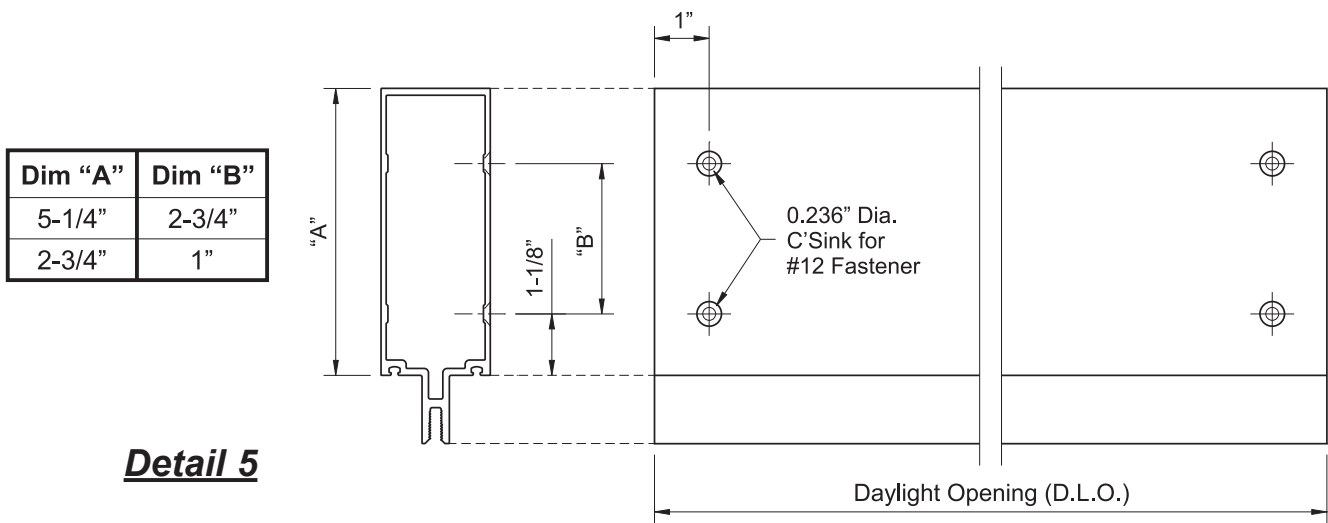 1”
Dim “A” Dim “B”
5-1/4” 2-3/4”
2-3/4” 1”
“A”
1-1/8”
“B”
0.236” Dia.
C’Sink for
#12 Fastener
Detail 5
Daylight Opening (D.L.O.)